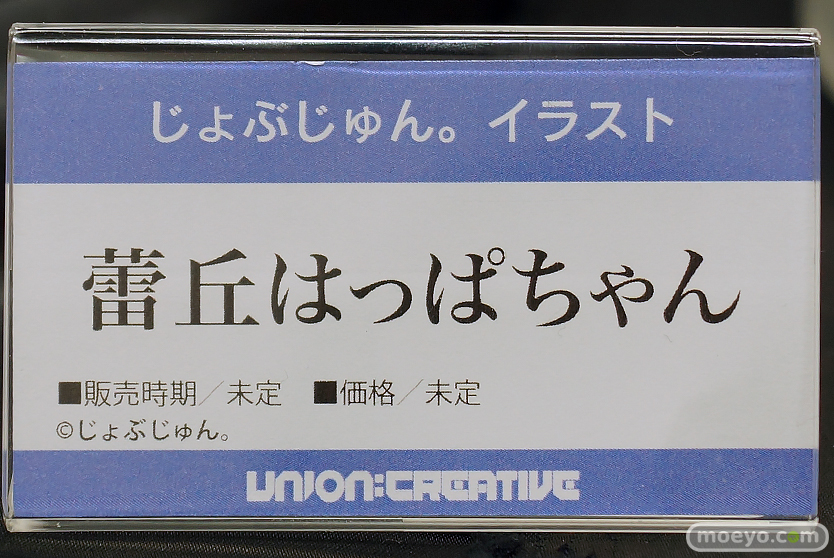 じょぶじゅん。イラスト
蕾丘はっぱちゃん
■販売時期／未定　■価格／未定
©じょぶじゅん。
UNION:CREATIVE
moeyo.com